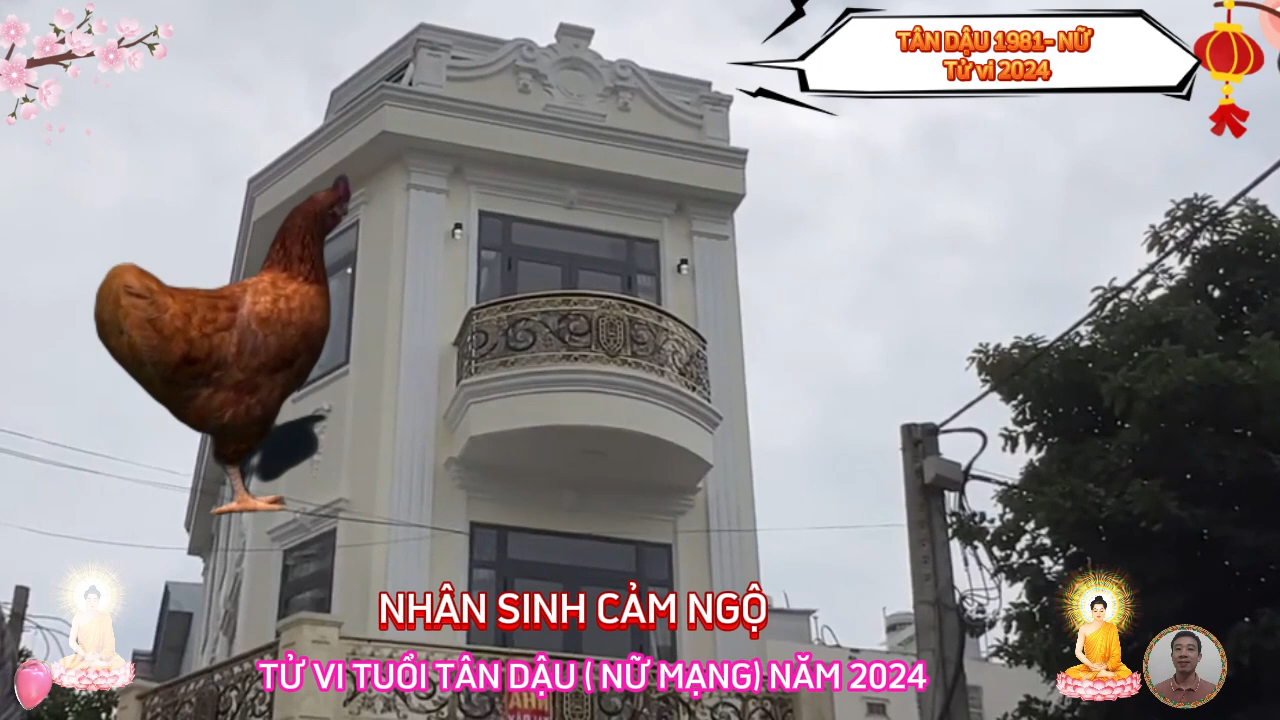 TÂN DẬU 1981- NỮ
Tử vi 2024
NHÂN SINH CẢM NGỘ
TỬ VI TUỔI TÂN DẬU ( NỮ MẠNG) NĂM 2024